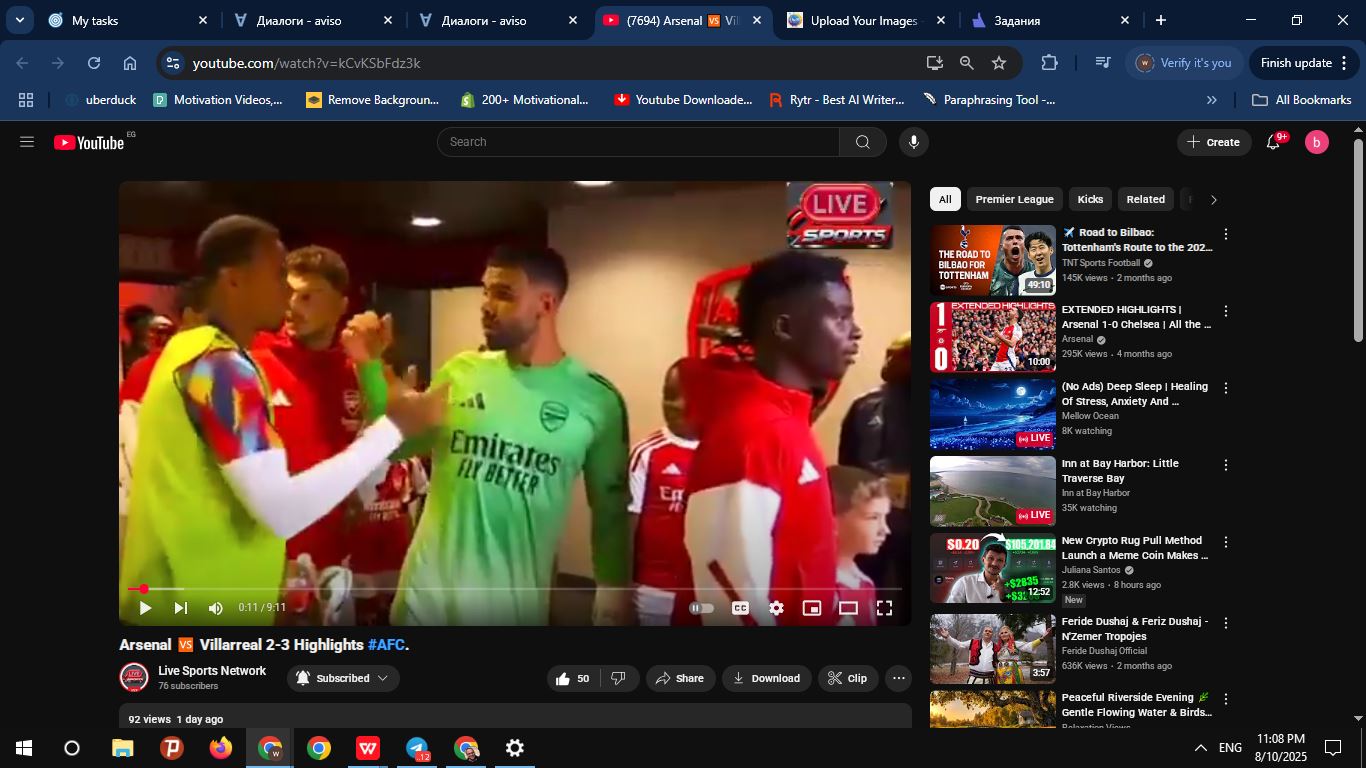 My tasks
Диалоги - aviso
Диалоги - aviso
(7694) Arsenal 🆚
Upload Your Images -
Задания
youtube.com/watch?v=kCvKSbFdz3k
Verify it's you
Finish update
uberduck
Motivation Videos,...
Remove Backgroun...
200+ Motivational...
Youtube Downloade...
Rytr - Best AI Writer...
Paraphrasing Tool -...
All Bookmarks
YouTube EG
Search
Create
9+
b
LIVE
SPORTS
Emirates
FLY BETTER
0:11 / 9:11
CC
Arsenal 🆚 Villarreal 2-3 Highlights #AFC.
Live Sports Network
76 subscribers
Subscribed
50
Share
Download
Clip
92 views 1 day ago
All
Premier League
Kicks
Related
THE ROAD TO
BILBAO FOR
TOTTENHAM
49:10
✈️ Road to Bilbao:
Tottenham's Route to the 202...
TNT Sports Football
145K views · 2 months ago
EXTENDED HIGHLIGHTS
1
0
10:00
EXTENDED HIGHLIGHTS |
Arsenal 1-0 Chelsea | All the ...
Arsenal
295K views · 4 months ago
LIVE
(No Ads) Deep Sleep | Healing
Of Stress, Anxiety And ...
Mellow Ocean
8K watching
LIVE
Inn at Bay Harbor: Little
Traverse Bay
Inn at Bay Harbor
35K watching
$0.20
$105,201.84
+$2835
12:52
New Crypto Rug Pull Method
Launch a Meme Coin Makes ...
Juliana Santos
2.8K views · 8 hours ago
New
3:57
Feride Dushaj & Feriz Dushaj -
N'Zemer Tropojes
Feride Dushaj Official
636K views · 2 months ago
Peaceful Riverside Evening 🌿
Gentle Flowing Water & Birds...
ENG
11:08 PM
8/10/2025